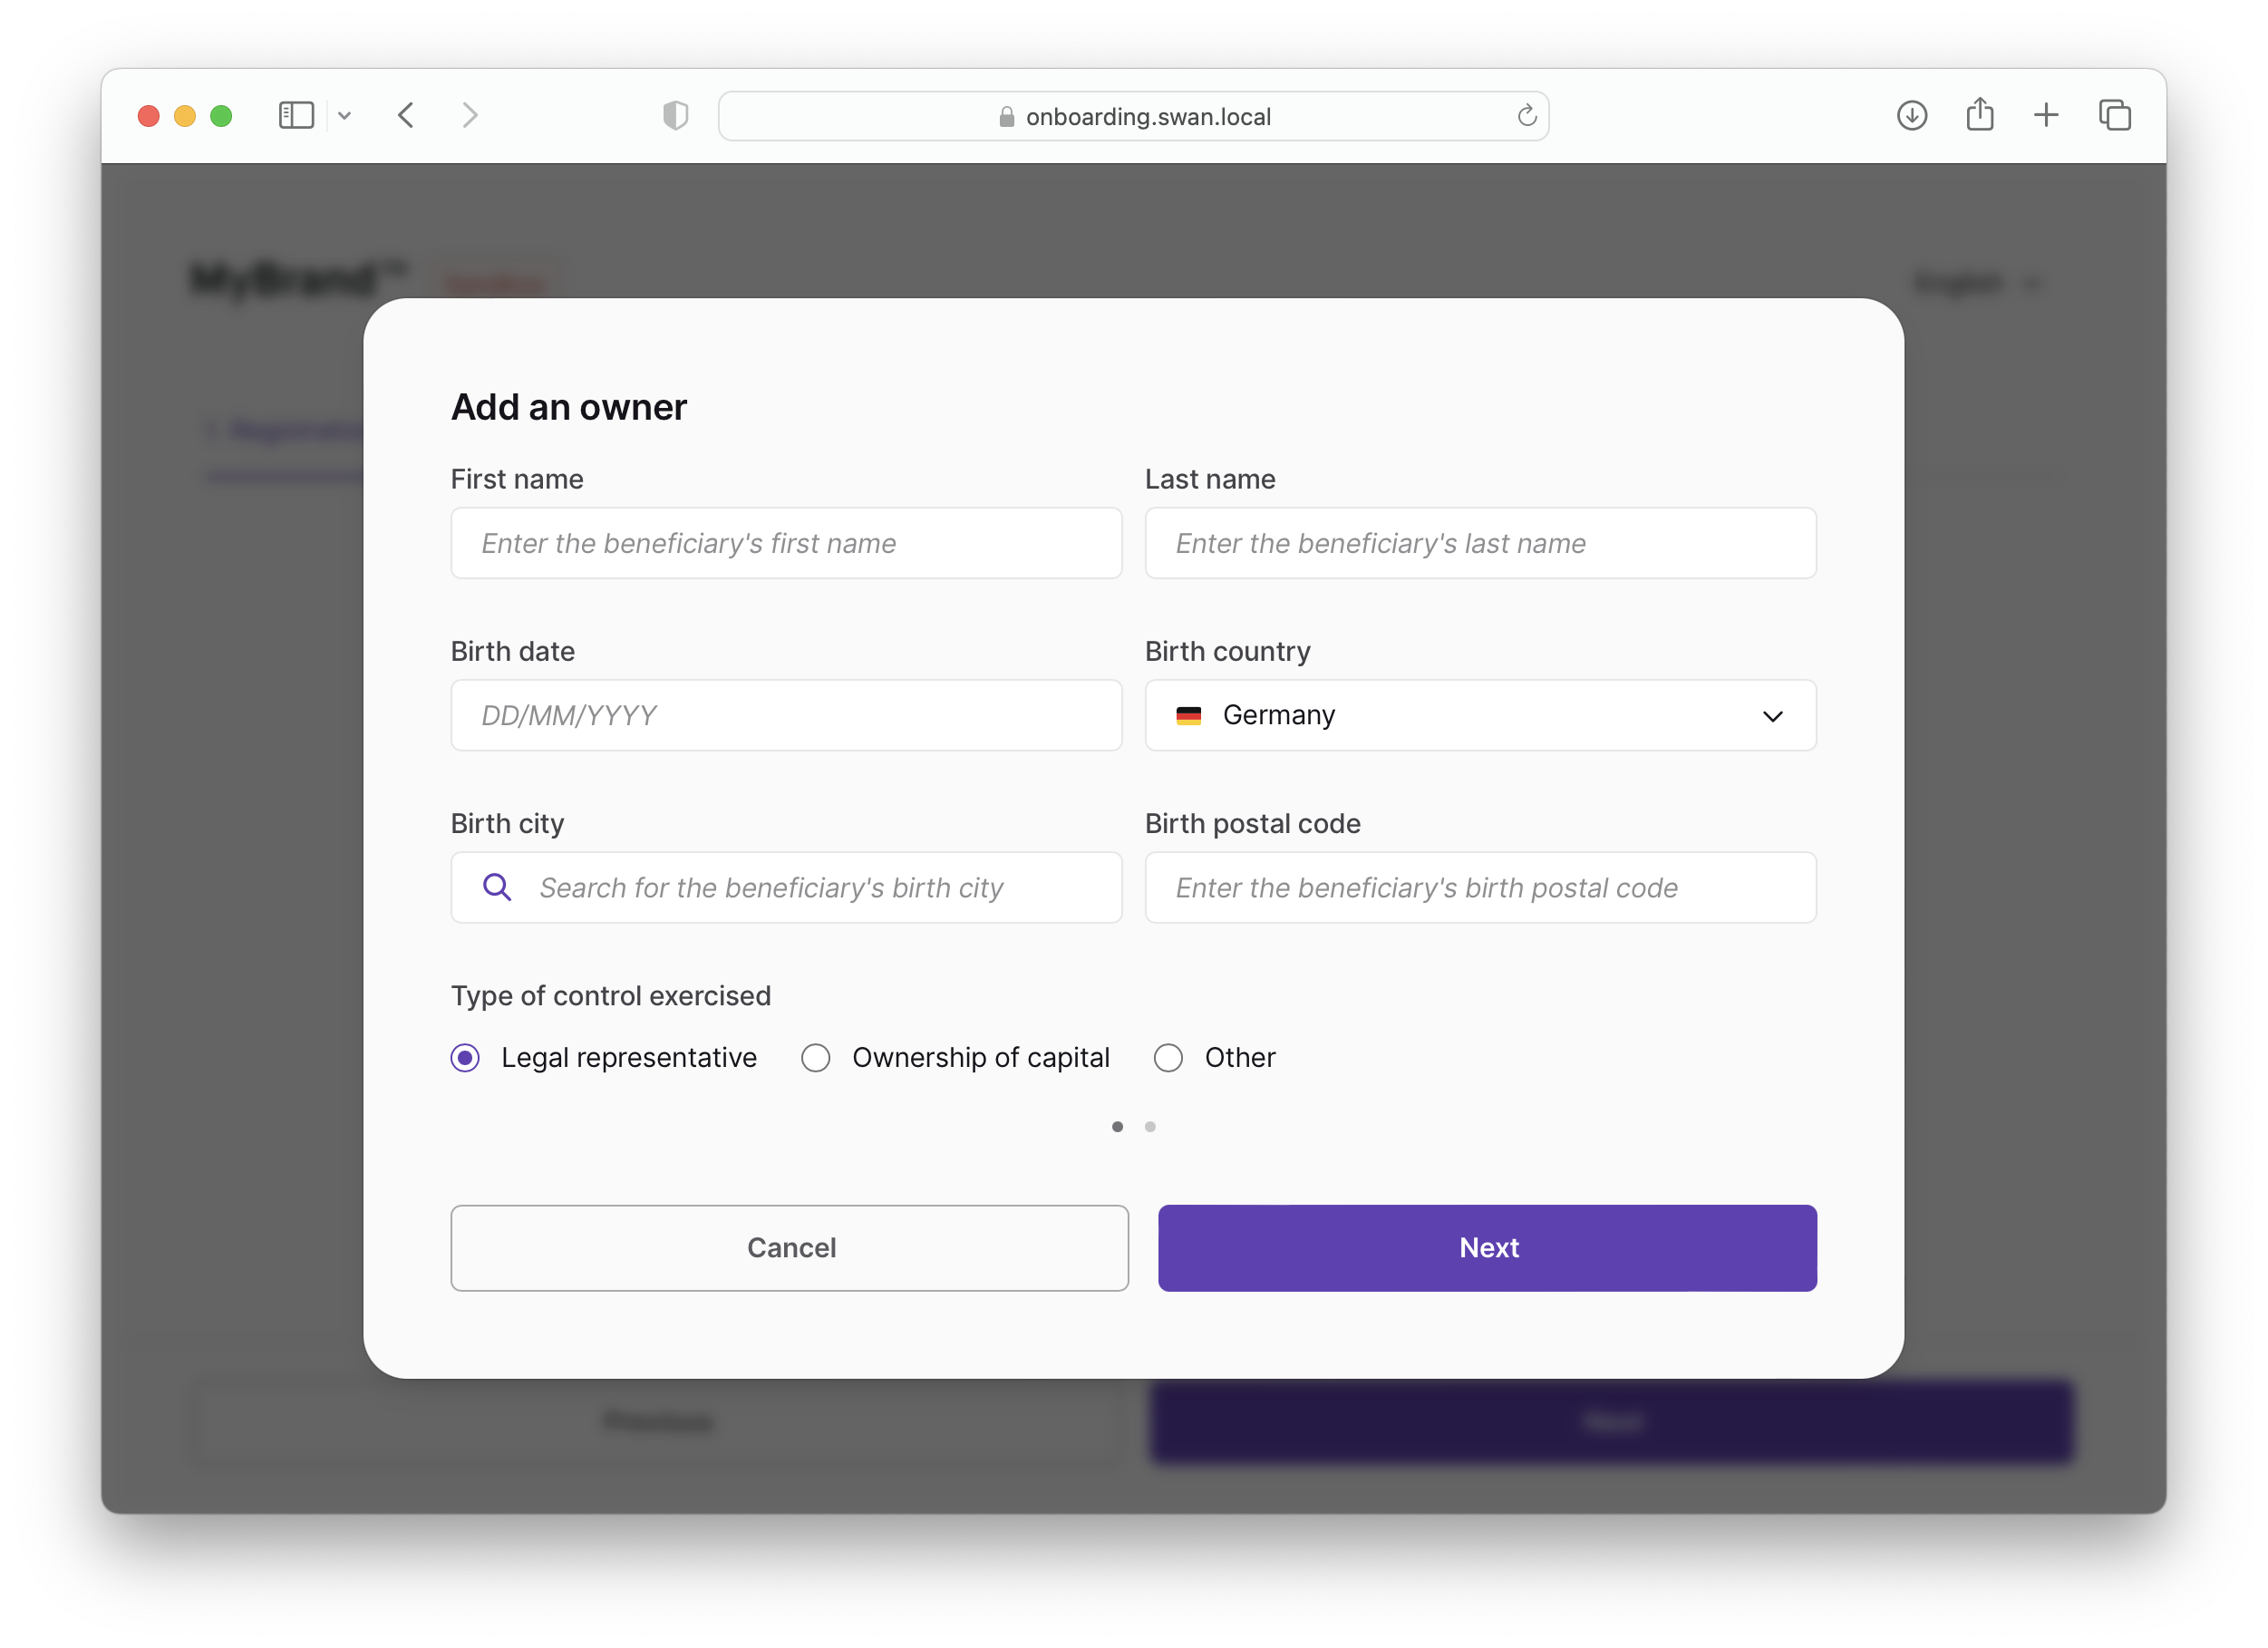 onboarding.swan.local
MyBrand™
English
1 Registration
Add an owner
First name
Last name
Enter the beneficiary's first name
Enter the beneficiary's last name
Birth date
Birth country
DD/MM/YYYY
Germany
Birth city
Birth postal code
Search for the beneficiary's birth city
Enter the beneficiary's birth postal code
Type of control exercised
Legal representative
Ownership of capital
Other
Cancel
Next
Previous
Next